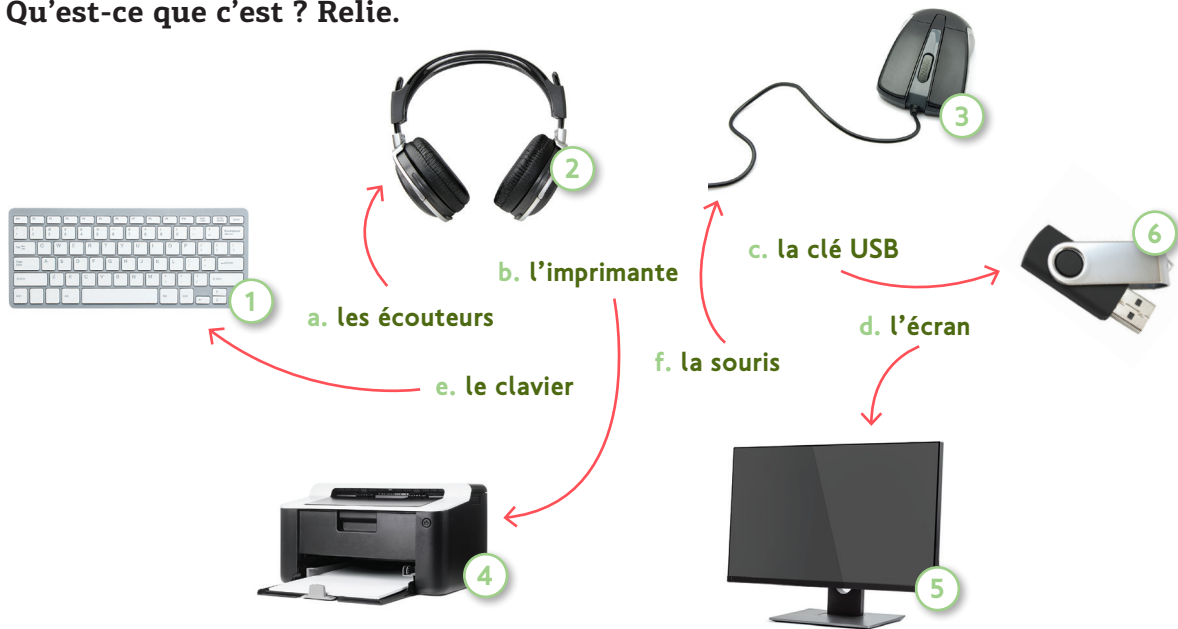 Qu'est-ce que c'est ? Relie.
2
3
1
6
a. les écouteurs
b. l'imprimante
c. la clé USB
d. l'écran
e. le clavier
f. la souris
4
5